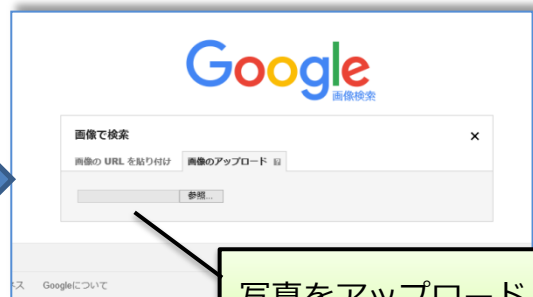 Google
画像検索
画像で検索
×
画像の URL を貼り付け 画像のアップロード
参照...
ス Googleについて
写真をアップロード